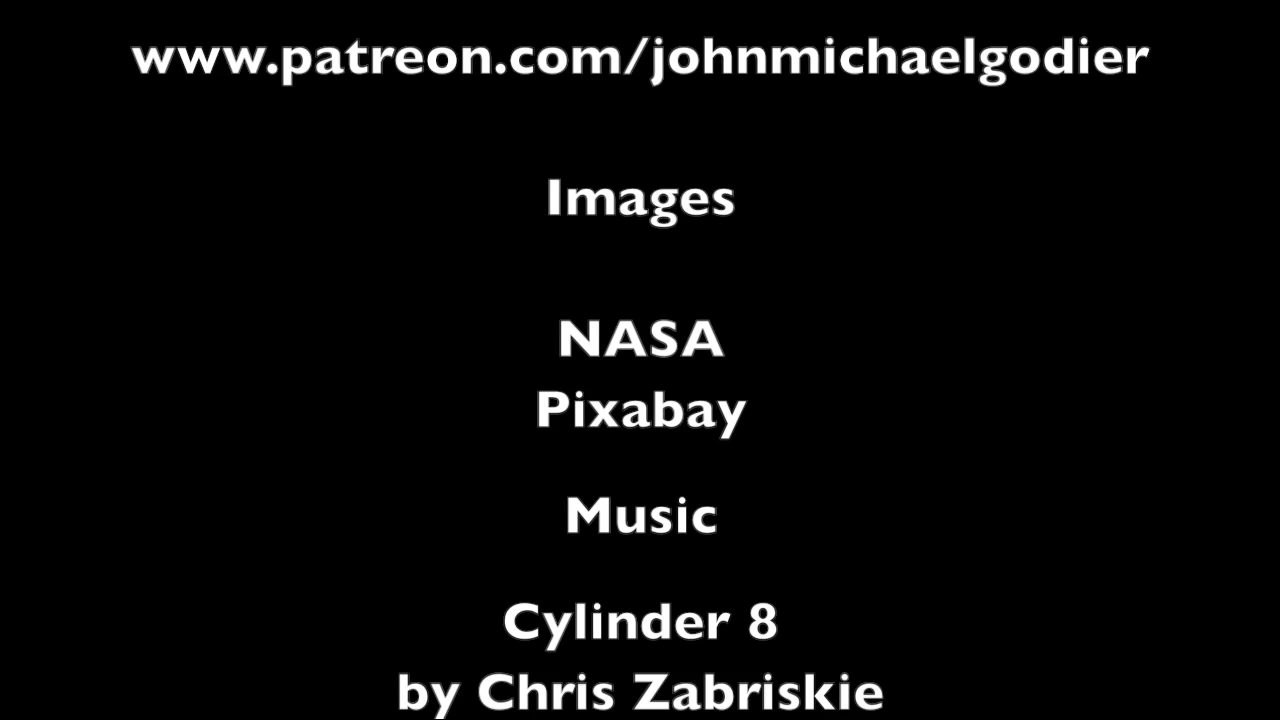 www.patreon.com/johnmichaelgodier
Images
NASA
Pixabay
Music
Cylinder 8
by Chris Zabriskie